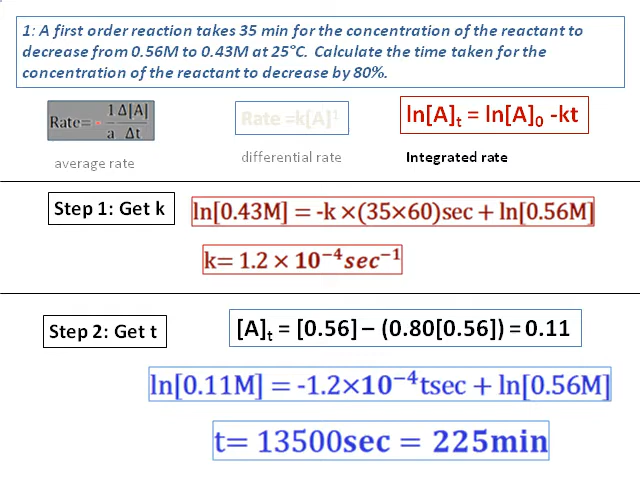 1: A first order reaction takes 35 min for the concentration of the reactant to
decrease from 0.56M to 0.43M at 25°C. Calculate the time taken for the
concentration of the reactant to decrease by 80%.
Rate= - 1/a Δ[A]/Δt
Rate =k[A]¹
ln[A]ₜ = ln[A]₀ -kt
average rate
differential rate
Integrated rate
Step 1: Get k
ln[0.43M] = -k ×(35×60)sec + ln[0.56M]
k= 1.2 × 10⁻⁴sec⁻¹
Step 2: Get t
[A]ₜ = [0.56] – (0.80[0.56]) = 0.11
ln[0.11M] = -1.2×10⁻⁴tsec + ln[0.56M]
t= 13500sec = 225min